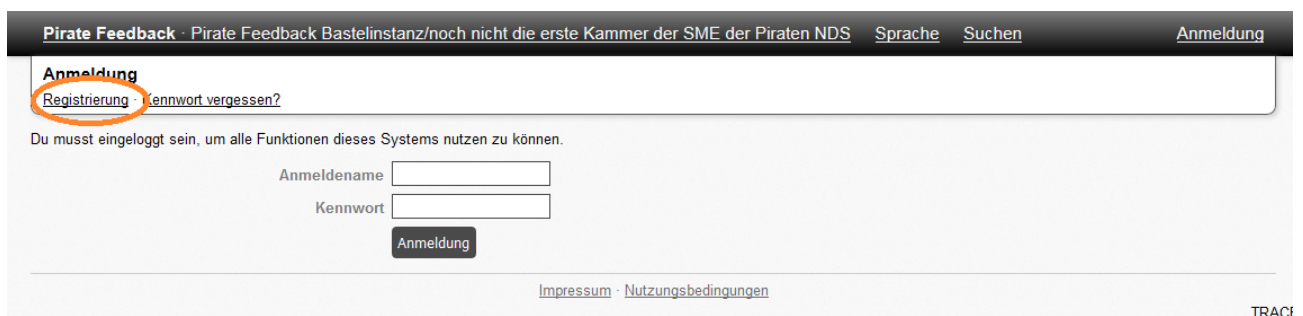 Pirate Feedback · Pirate Feedback Bastelinstanz/noch nicht die erste Kammer der SME der Piraten NDS Sprache Suchen Anmeldung
Anmeldung
Registrierung · Kennwort vergessen?
Du musst eingeloggt sein, um alle Funktionen dieses Systems nutzen zu können.
Anmeldename
Kennwort
Anmeldung
Impressum · Nutzungsbedingungen
TRACE